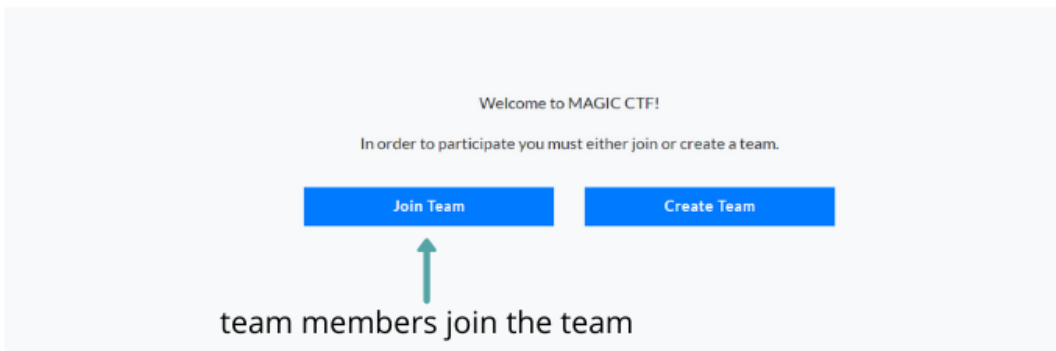 Welcome to MAGIC CTF!
In order to participate you must either join or create a team.
Join Team
Create Team
team members join the team